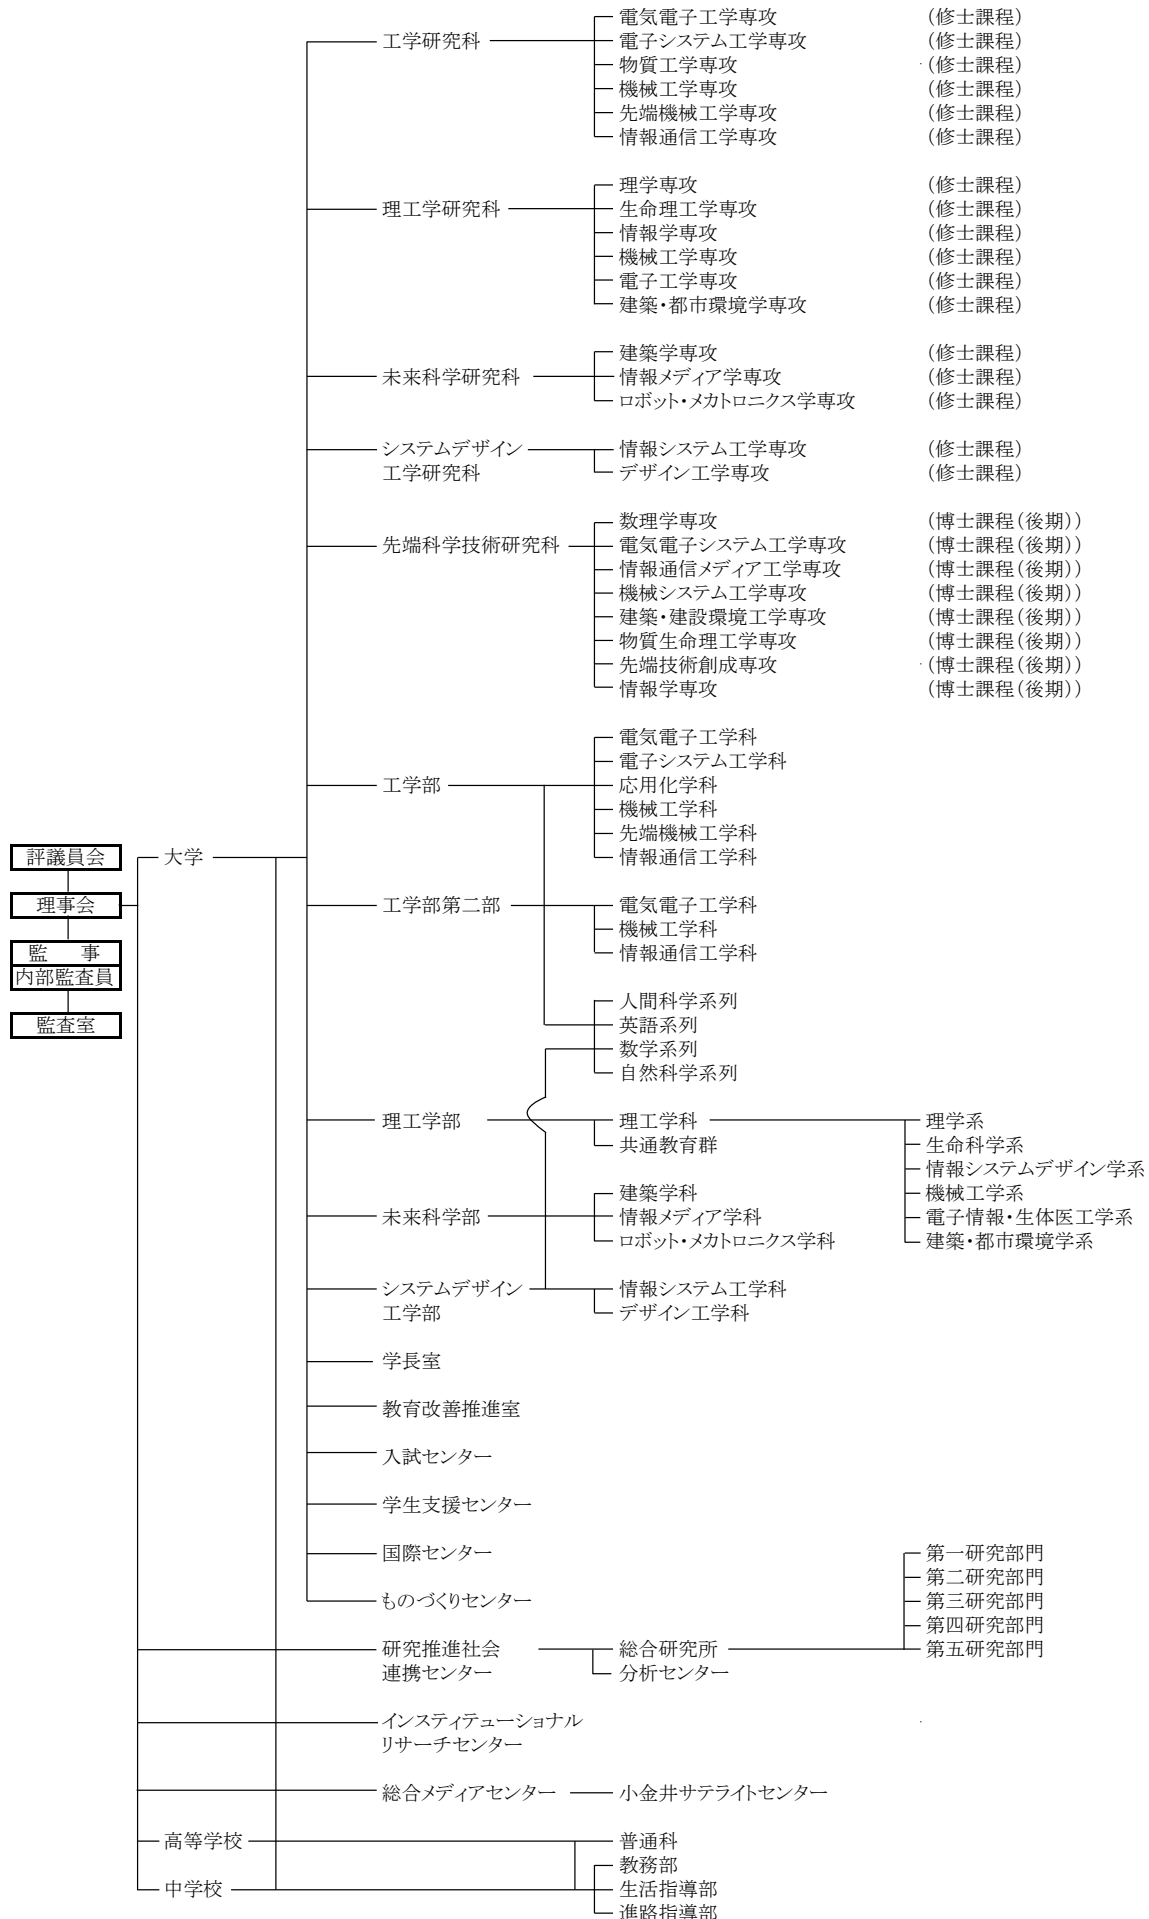 評議員会
理事会
監　事
内部監査員
監査室
大学
工学研究科
電気電子工学専攻 (修士課程)
電子システム工学専攻 (修士課程)
物質工学専攻 (修士課程)
機械工学専攻 (修士課程)
先端機械工学専攻 (修士課程)
情報通信工学専攻 (修士課程)
理工学研究科
理学専攻 (修士課程)
生命理工学専攻 (修士課程)
情報学専攻 (修士課程)
機械工学専攻 (修士課程)
電子工学専攻 (修士課程)
建築・都市環境学専攻 (修士課程)
未来科学研究科
建築学専攻 (修士課程)
情報メディア学専攻 (修士課程)
ロボット・メカトロニクス学専攻 (修士課程)
システムデザイン
工学研究科
情報システム工学専攻 (修士課程)
デザイン工学専攻 (修士課程)
先端科学技術研究科
数理学専攻 (博士課程(後期))
電気電子システム工学専攻 (博士課程(後期))
情報通信メディア工学専攻 (博士課程(後期))
機械システム工学専攻 (博士課程(後期))
建築・建設環境工学専攻 (博士課程(後期))
物質生命理工学専攻 (博士課程(後期))
先端技術創成専攻 (博士課程(後期))
情報学専攻 (博士課程(後期))
工学部
電気電子工学科
電子システム工学科
応用化学科
機械工学科
先端機械工学科
情報通信工学科
工学部第二部
電気電子工学科
機械工学科
情報通信工学科
人間科学系列
英語系列
数学系列
自然科学系列
理工学部
理工学科
共通教育群
理学系
生命科学系
情報システムデザイン学系
機械工学系
電子情報・生体医工学系
建築・都市環境学系
未来科学部
建築学科
情報メディア学科
ロボット・メカトロニクス学科
システムデザイン
工学部
情報システム工学科
デザイン工学科
学長室
教育改善推進室
入試センター
学生支援センター
国際センター
ものづくりセンター
研究推進社会
連携センター
総合研究所
分析センター
第一研究部門
第二研究部門
第三研究部門
第四研究部門
第五研究部門
インスティテューショナル
リサーチセンター
総合メディアセンター
小金井サテライトセンター
高等学校
普通科
教務部
中学校
生活指導部
進路指導部